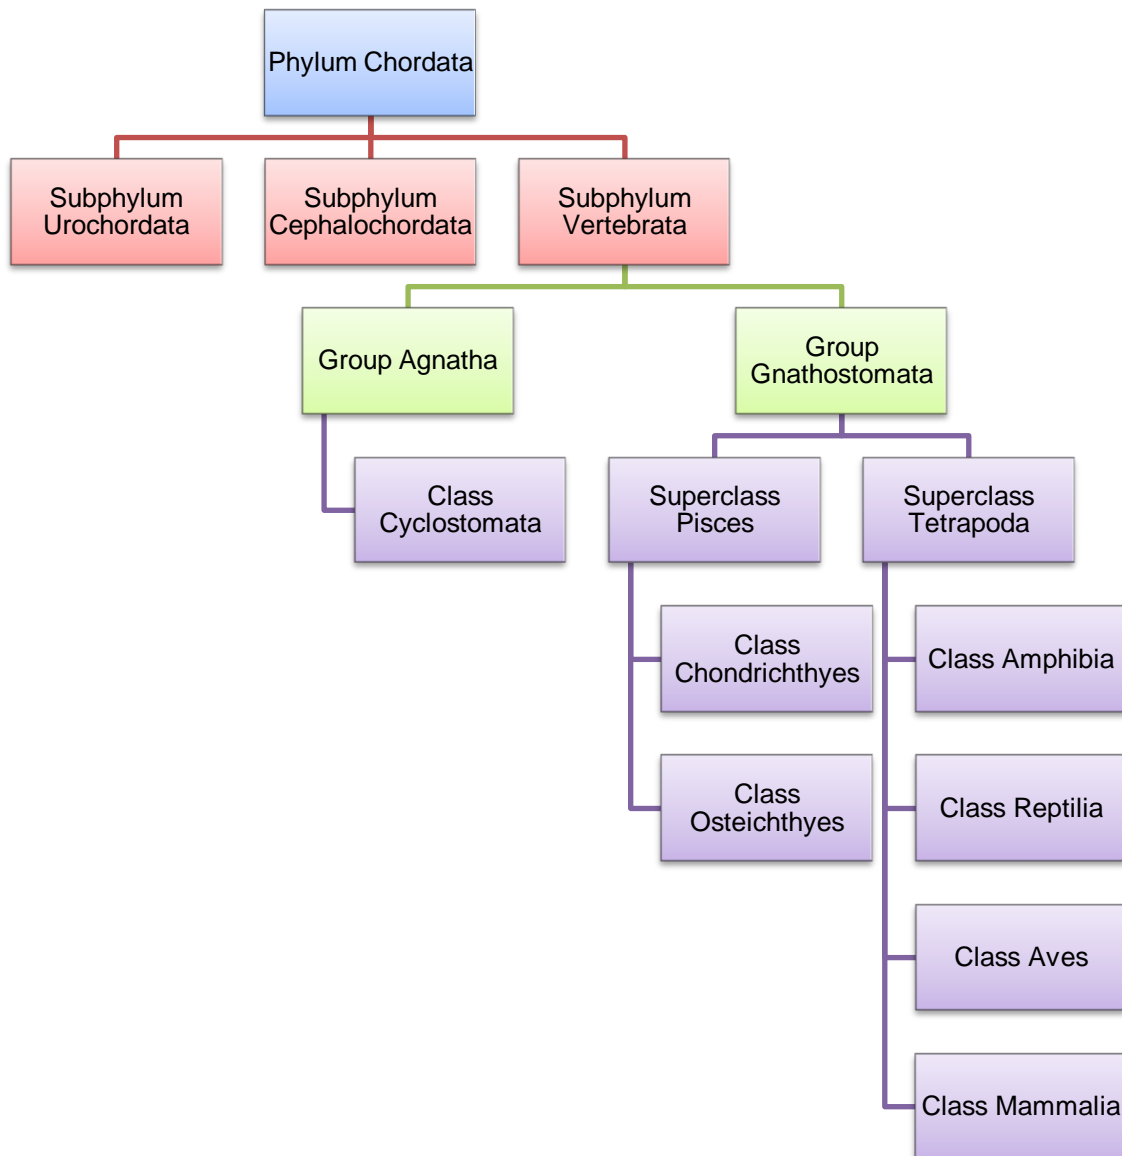 Phylum Chordata
Subphylum
Urochordata
Subphylum
Cephalochordata
Subphylum
Vertebrata
Group Agnatha
Group
Gnathostomata
Class
Cyclostomata
Superclass
Pisces
Superclass
Tetrapoda
Class
Chondrichthyes
Class Amphibia
Class
Osteichthyes
Class Reptilia
Class Aves
Class Mammalia